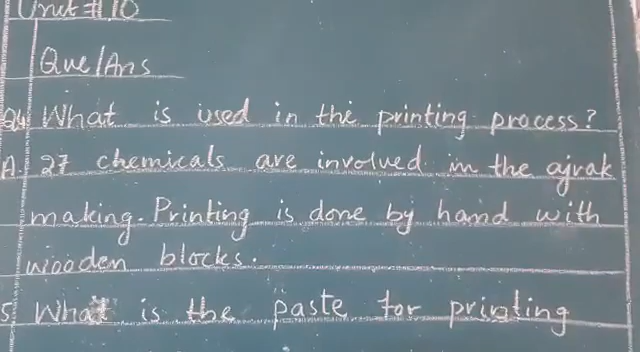 Unit # 10
Que/Ans
Q4 What is used in the printing process?
A. 27 chemicals are involved in the ajrak
making. Printing is done by hand with
wooden blocks.
5. What is the paste for printing